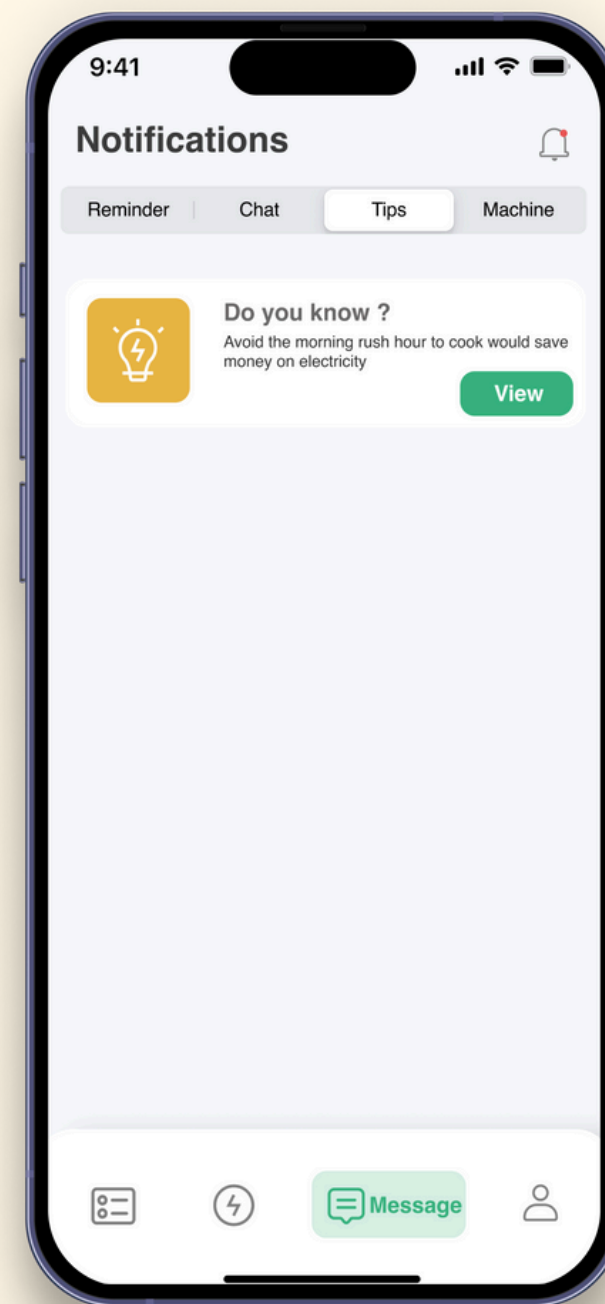 9:41
Notifications
Reminder Chat Tips Machine
Do you know ?
Avoid the morning rush hour to cook would save
money on electricity
View
Message